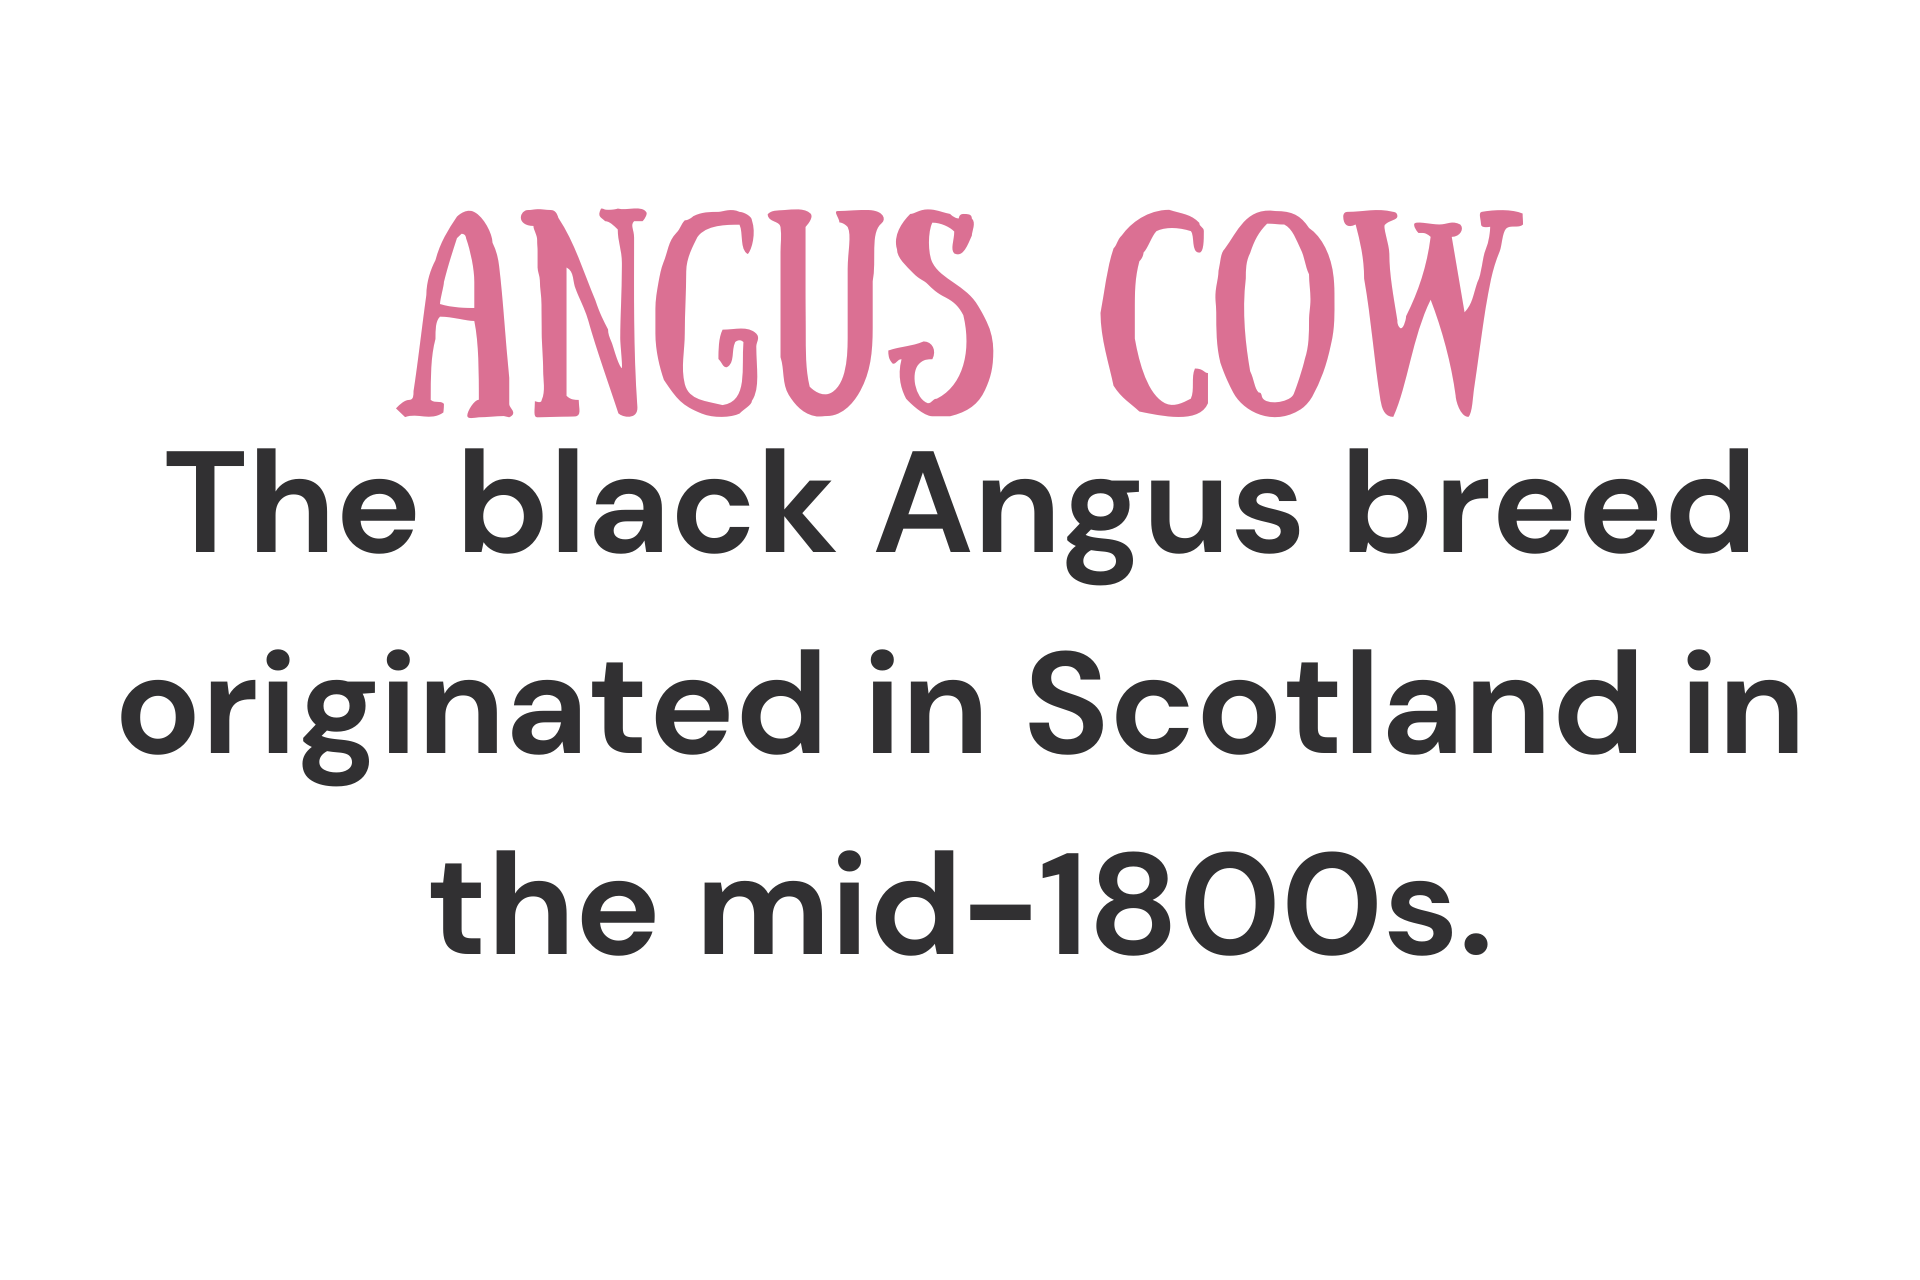 ANGUS COW
The black Angus breed
originated in Scotland in
the mid-1800s.